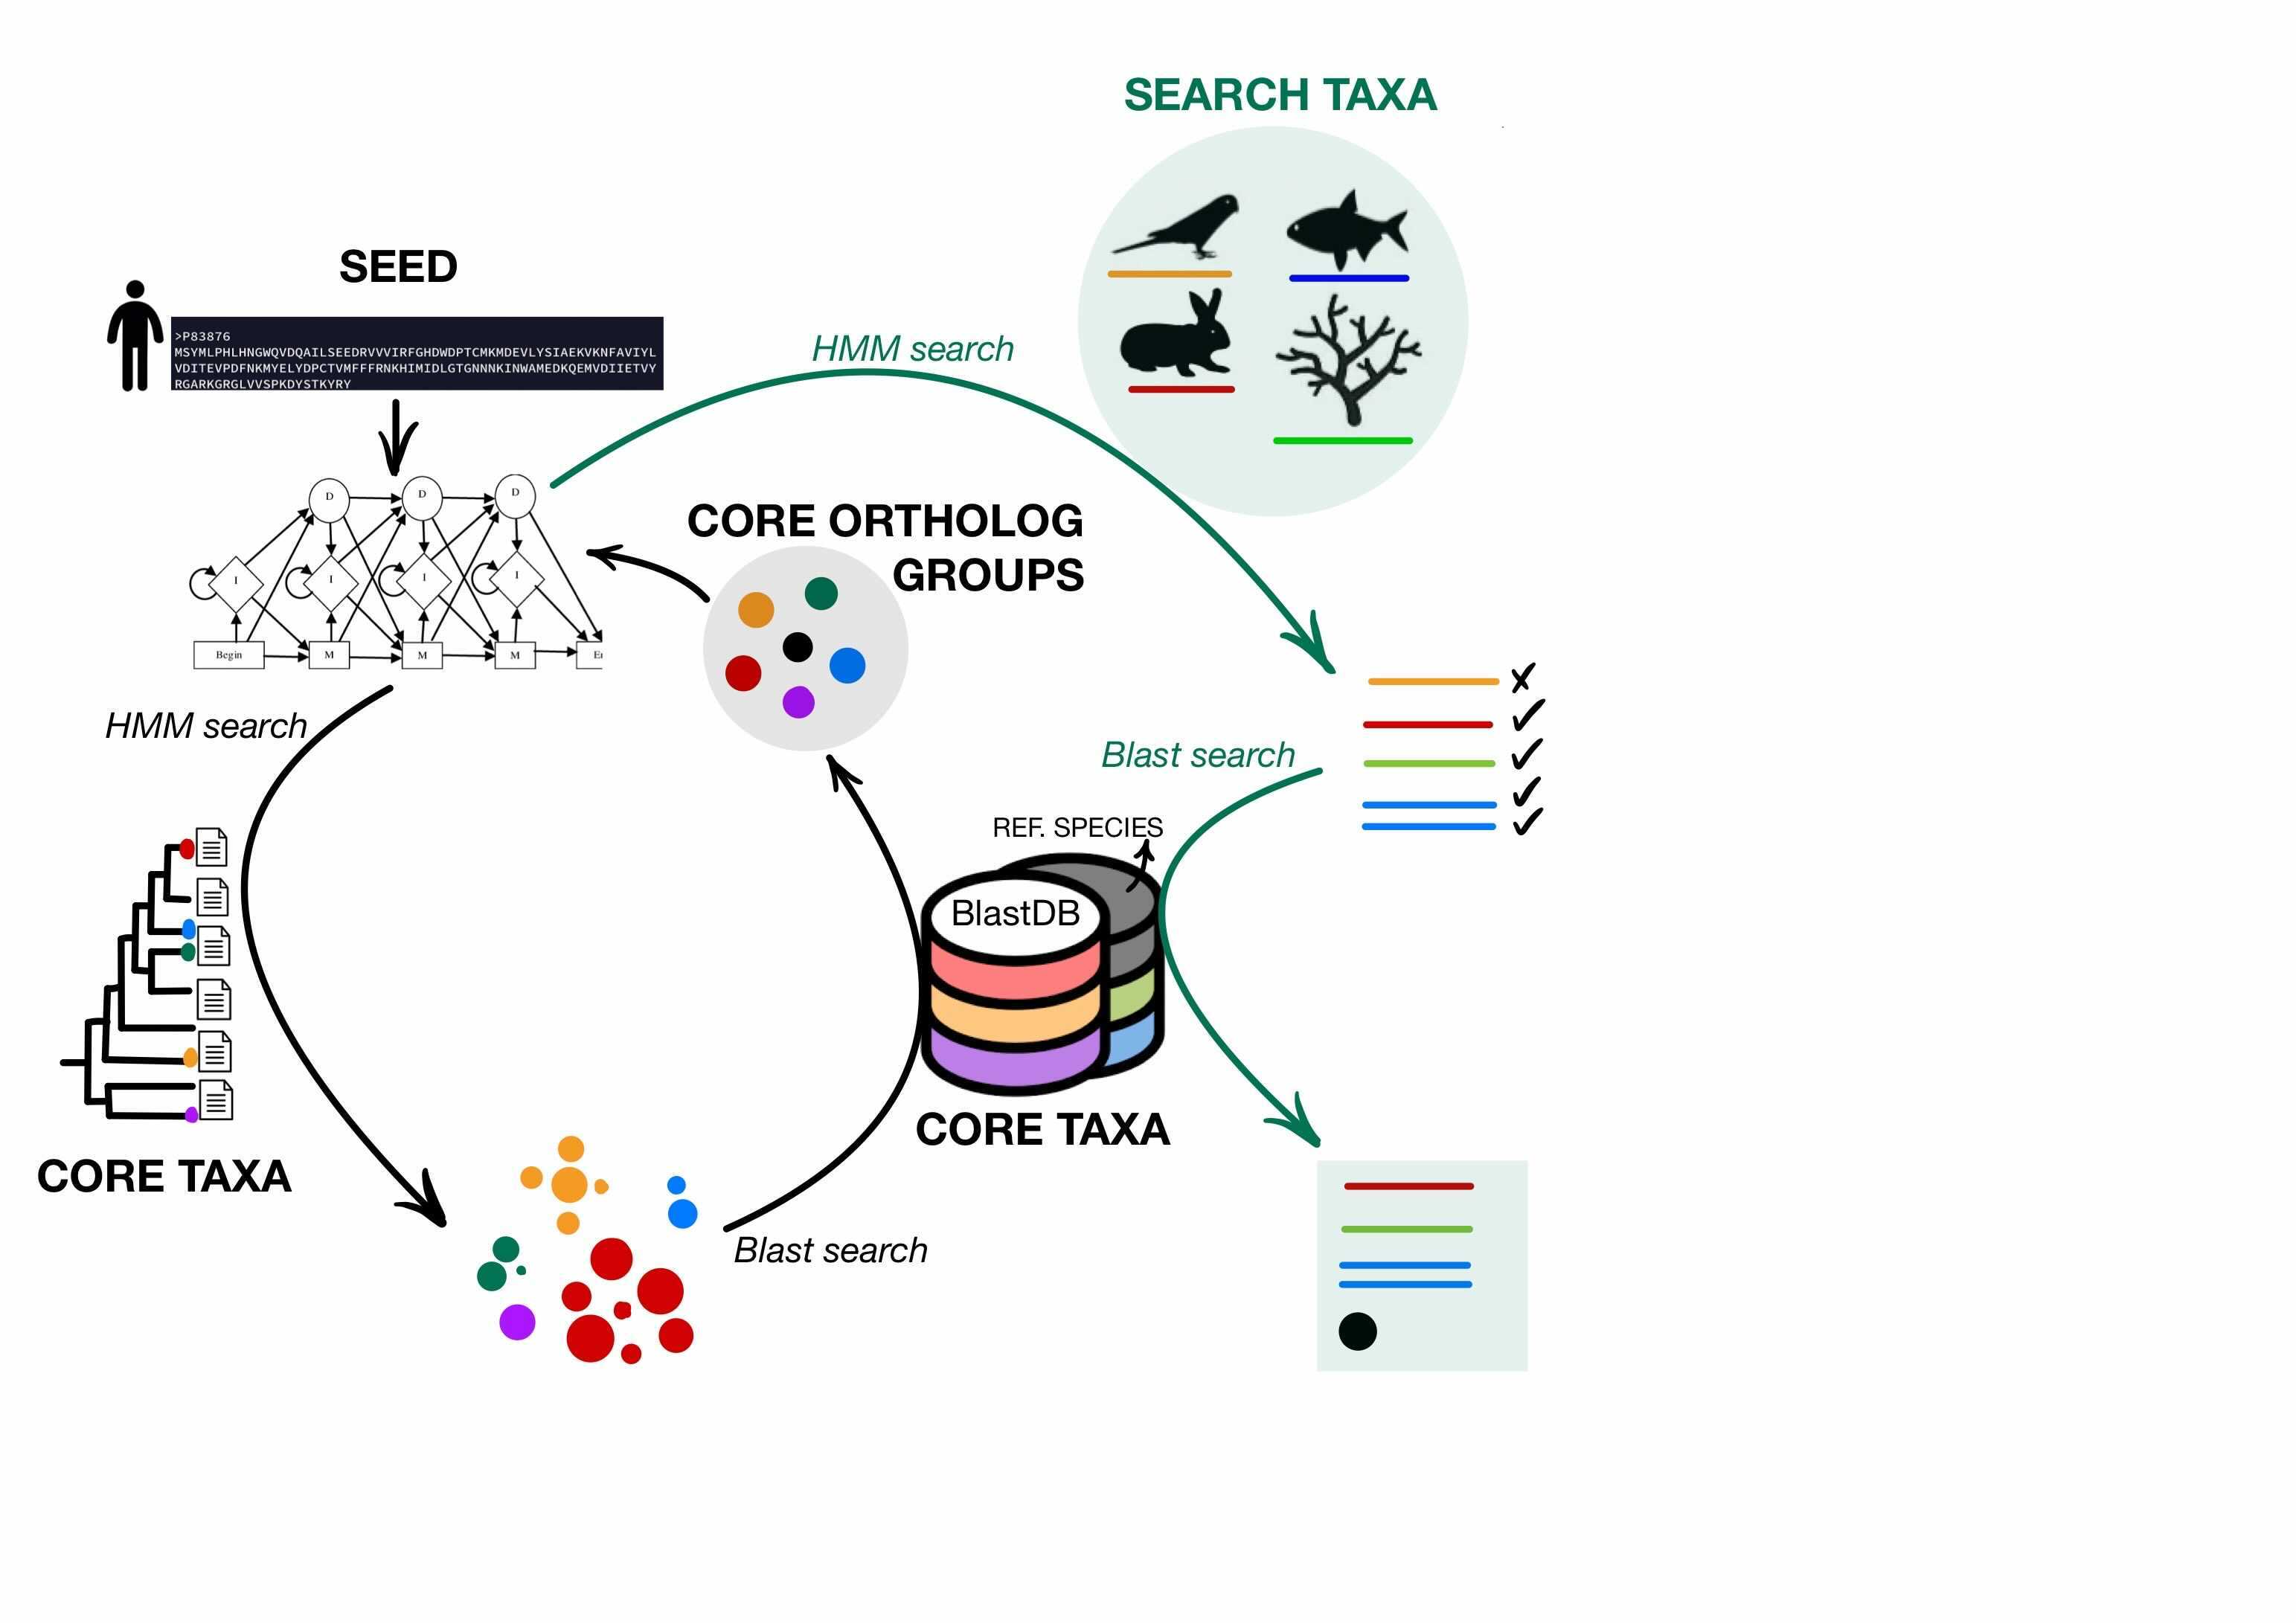 SEARCH TAXA
SEED
>P83876
MSYMLPHLHNGWQVDQAILSEEDRVVVIRFGHDWDPTCMKMDEVLYSIAEKVKNFAVIYL
VDITEVPDFNKMYELYDPCTVMFFFRNKHIMIDLGTGNNNKINWAMEDKQEMVDIIETVY
RGARKGRGLVVSPKDYSTKYRY
HMM search
D D D
I I I I
Begin M M M En
CORE ORTHOLOG
GROUPS
HMM search
Blast search
REF. SPECIES
BlastDB
CORE TAXA
CORE TAXA
Blast search